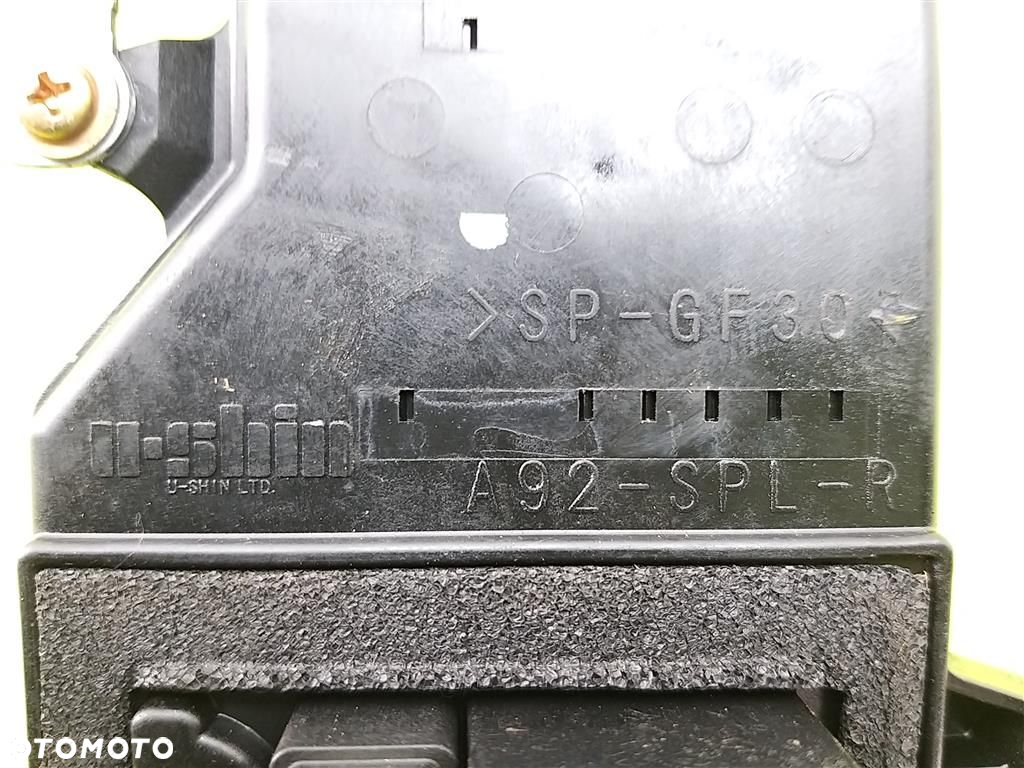 >SP-GF30<
u-shin
U-SHIN LTD.
A92-SPL-R
OTOMOTO